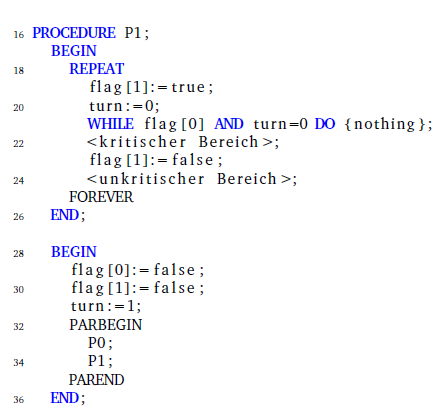 16 PROCEDURE P1;
BEGIN
18 REPEAT
flag[1]:=true;
20 turn:=0;
WHILE flag[0] AND turn=0 DO {nothing};
22 <kritischer Bereich>;
flag[1]:=false;
24 <unkritischer Bereich>;
FOREVER
26 END;
28 BEGIN
flag[0]:=false;
30 flag[1]:=false;
turn:=1;
32 PARBEGIN
P0;
34 P1;
PAREND
36 END;